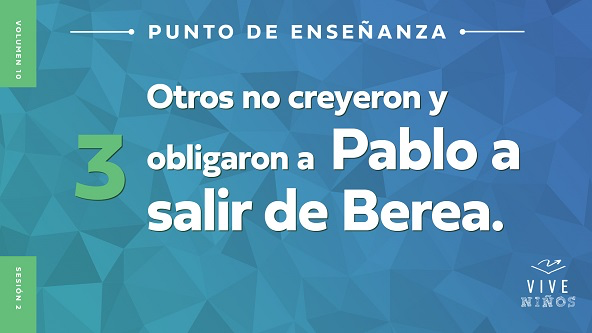 VOLUMEN 10
PUNTO DE ENSEÑANZA
3
Otros no creyeron y
obligaron a Pablo a
salir de Berea.
SESIÓN 2
VIVE
NIÑOS